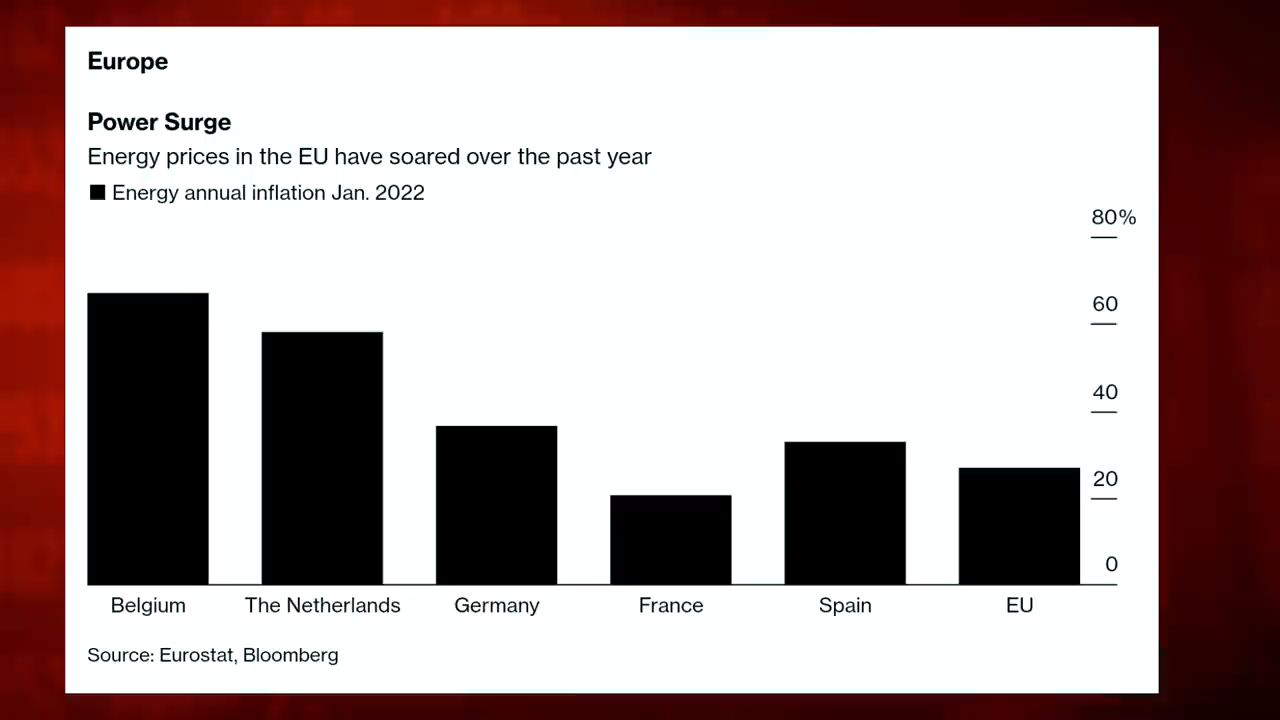 Europe
Power Surge
Energy prices in the EU have soared over the past year
Energy annual inflation Jan. 2022
80%
60
40
20
0
Belgium The Netherlands Germany France Spain EU
Source: Eurostat, Bloomberg